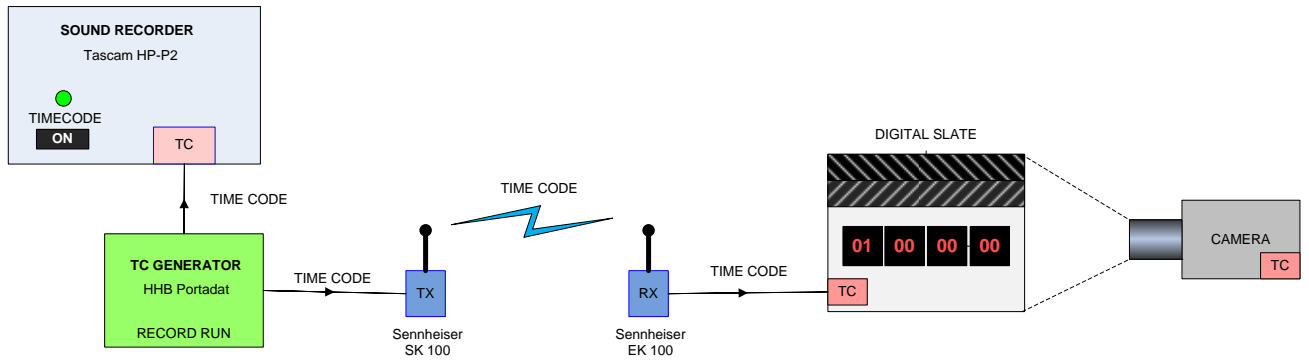 SOUND RECORDER
Tascam HP-P2
TIMECODE
ON
TC
TIME CODE
TC GENERATOR
HHB Portadat
RECORD RUN
TIME CODE
TX
Sennheiser
SK 100
TIME CODE
RX
Sennheiser
EK 100
TIME CODE
DIGITAL SLATE
01 00 00 00
TC
CAMERA
TC